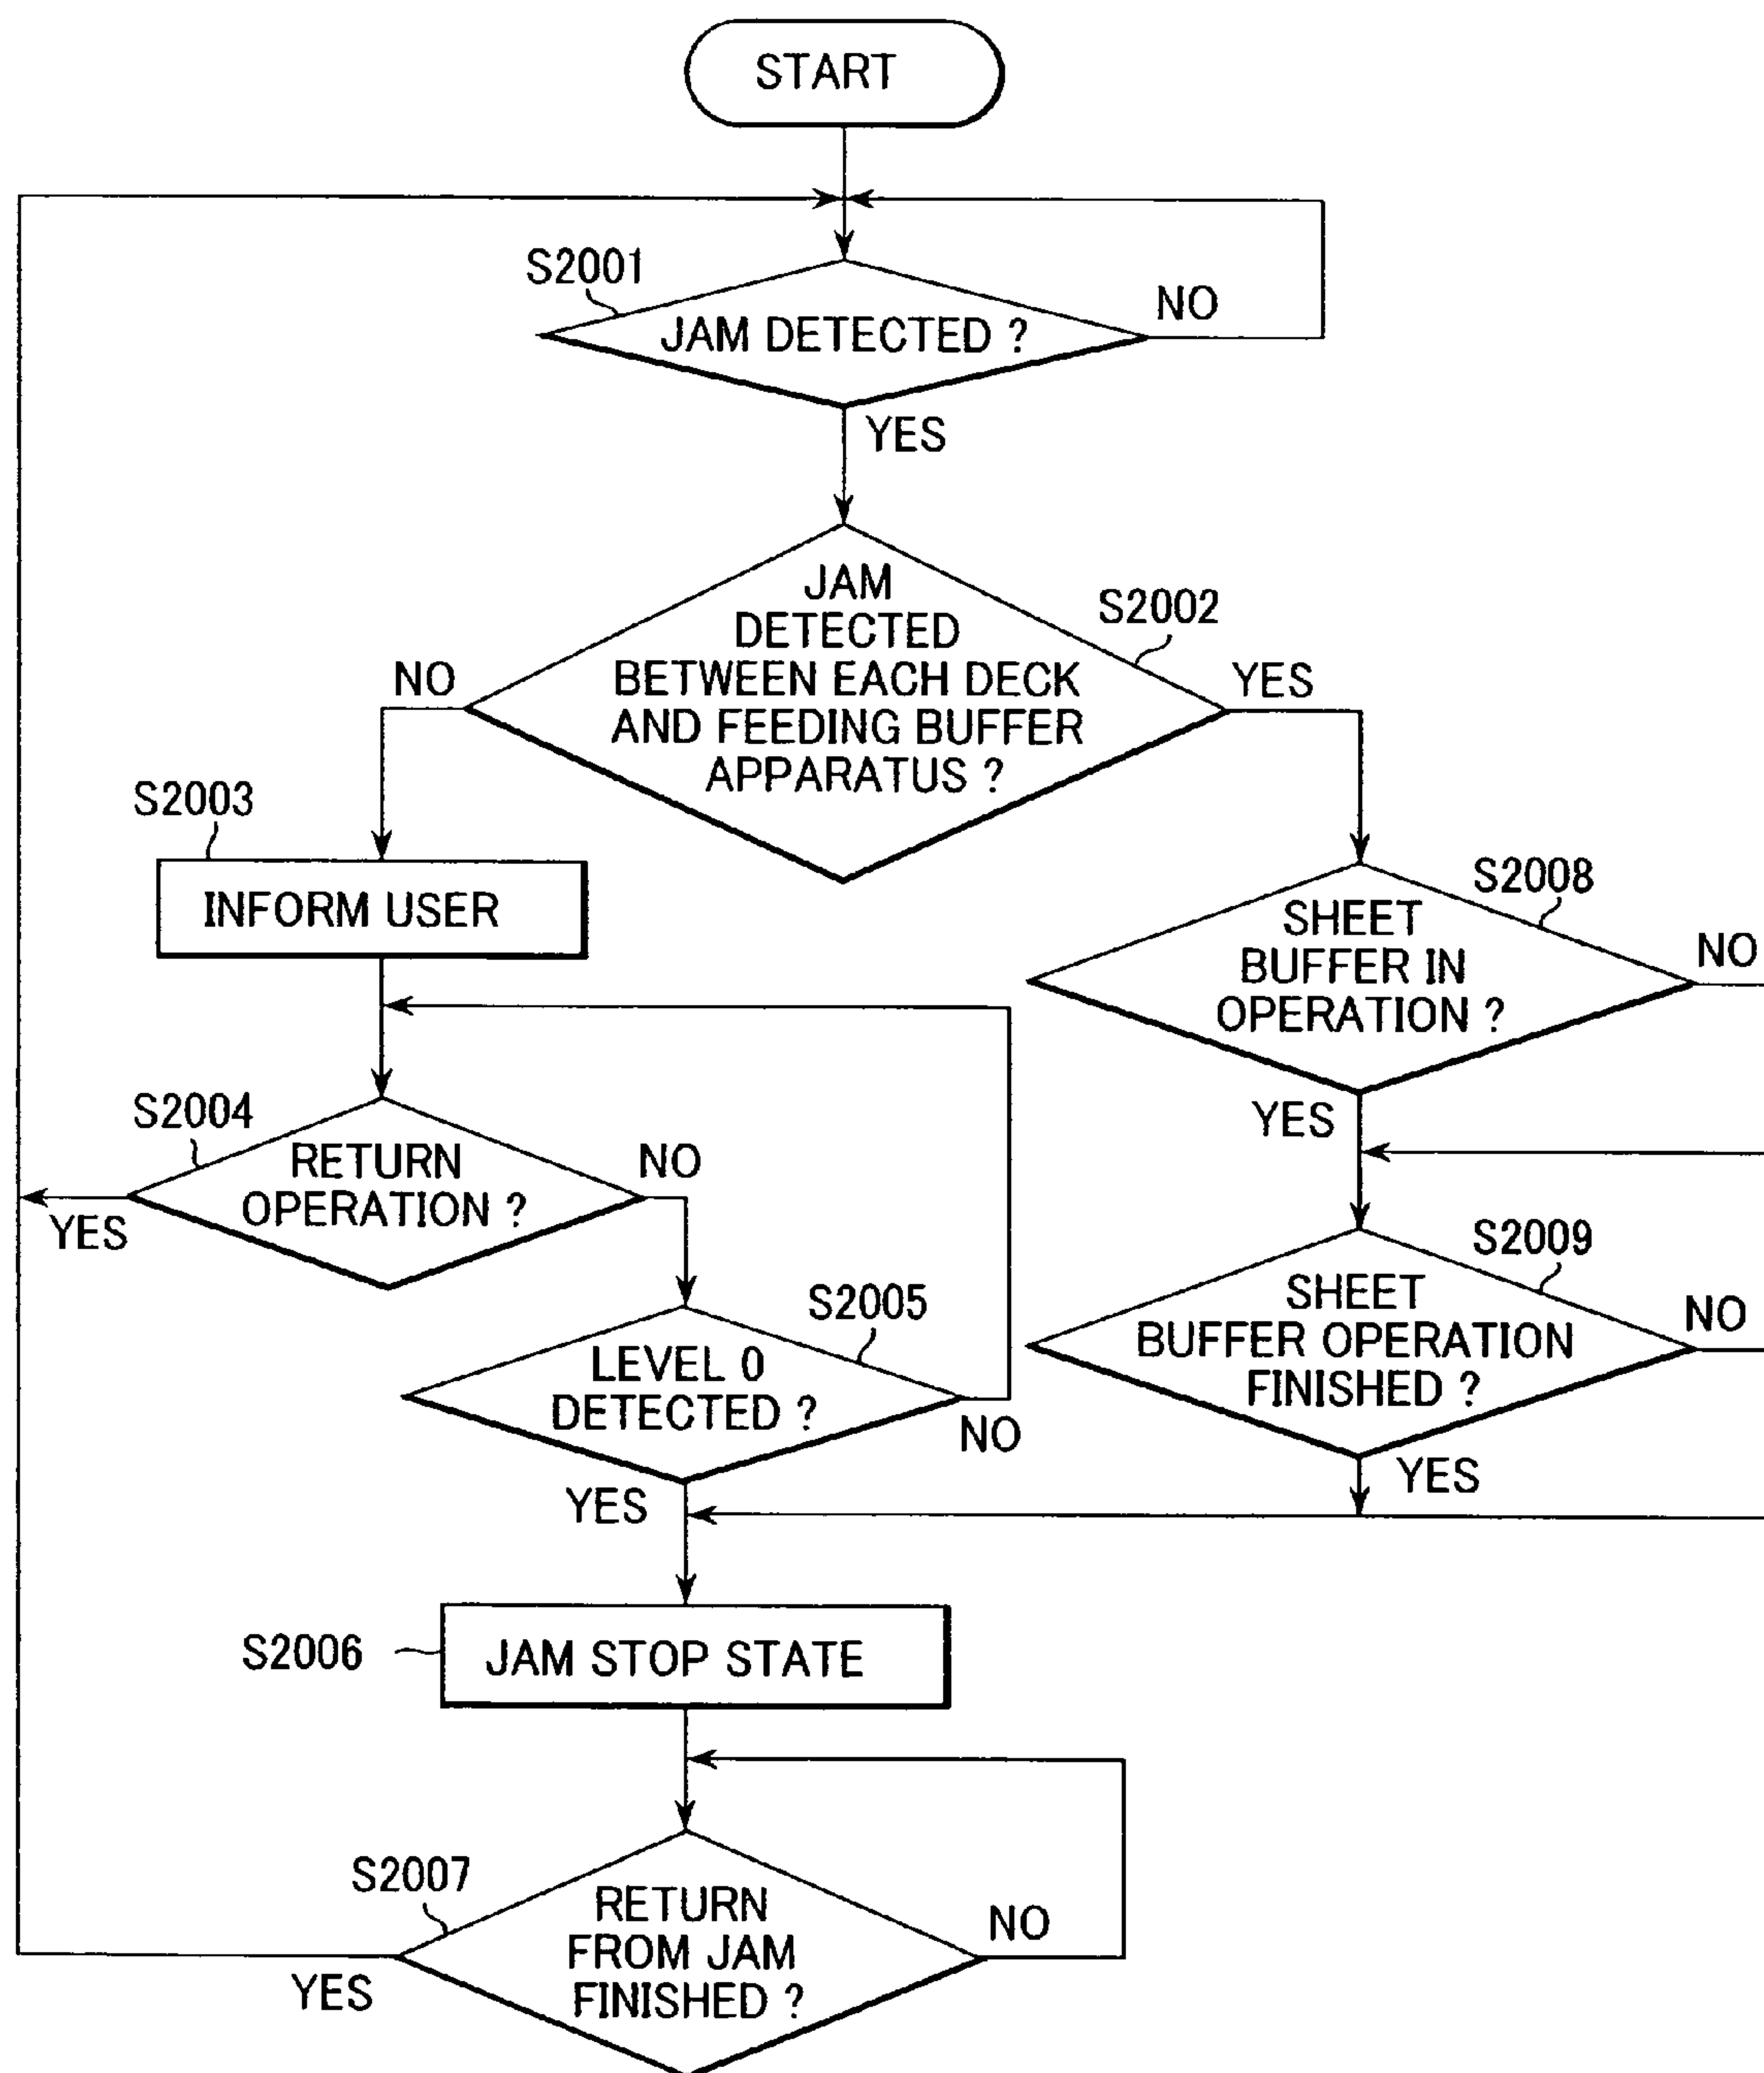 START
S2001
JAM DETECTED ?
NO
YES
JAM
DETECTED
BETWEEN EACH DECK
AND FEEDING BUFFER
APPARATUS ?
S2002
NO
YES
S2003
INFORM USER
S2008
SHEET
BUFFER IN
OPERATION ?
NO
YES
S2004
RETURN
OPERATION ?
NO
YES
S2005
LEVEL 0
DETECTED ?
NO
YES
S2009
SHEET
BUFFER OPERATION
FINISHED ?
NO
YES
S2006
JAM STOP STATE
S2007
RETURN
FROM JAM
FINISHED ?
NO
YES